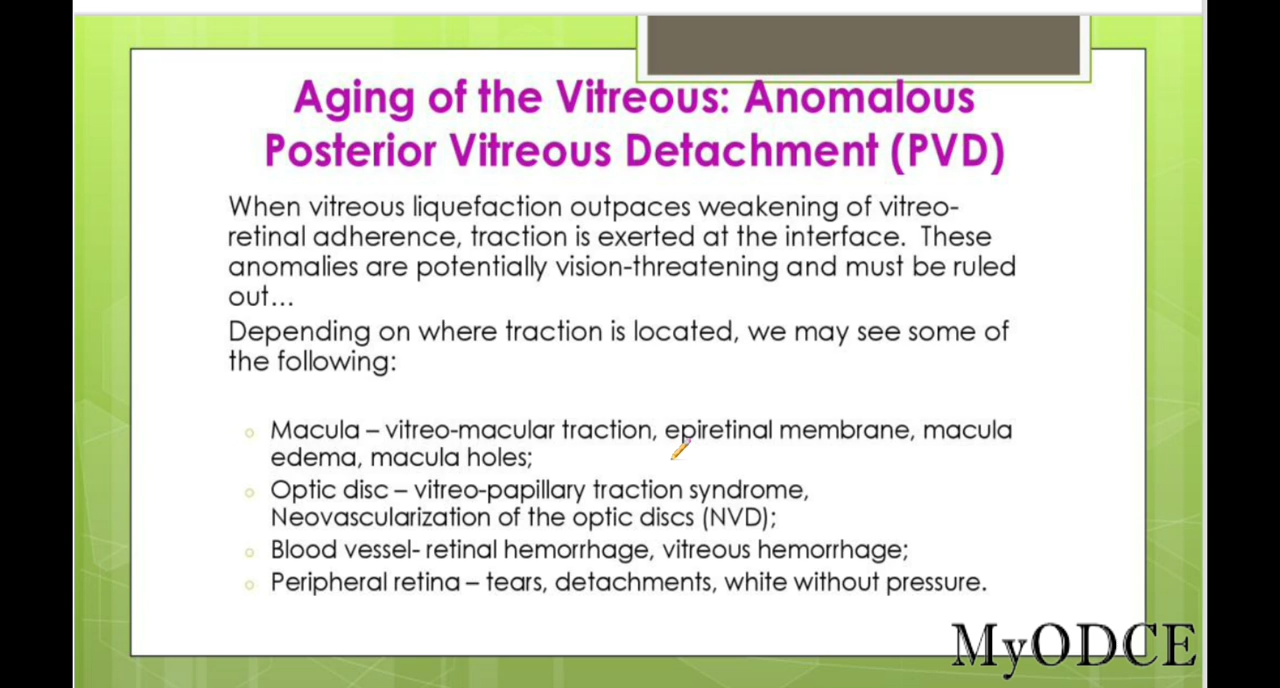 Aging of the Vitreous: Anomalous
Posterior Vitreous Detachment (PVD)
When vitreous liquefaction outpaces weakening of vitreo-
retinal adherence, traction is exerted at the interface. These
anomalies are potentially vision-threatening and must be ruled
out...
Depending on where traction is located, we may see some of
the following:
○ Macula – vitreo-macular traction, epiretinal membrane, macula
edema, macula holes;
○ Optic disc – vitreo-papillary traction syndrome,
Neovascularization of the optic discs (NVD);
○ Blood vessel- retinal hemorrhage, vitreous hemorrhage;
○ Peripheral retina – tears, detachments, white without pressure.
MyODCE